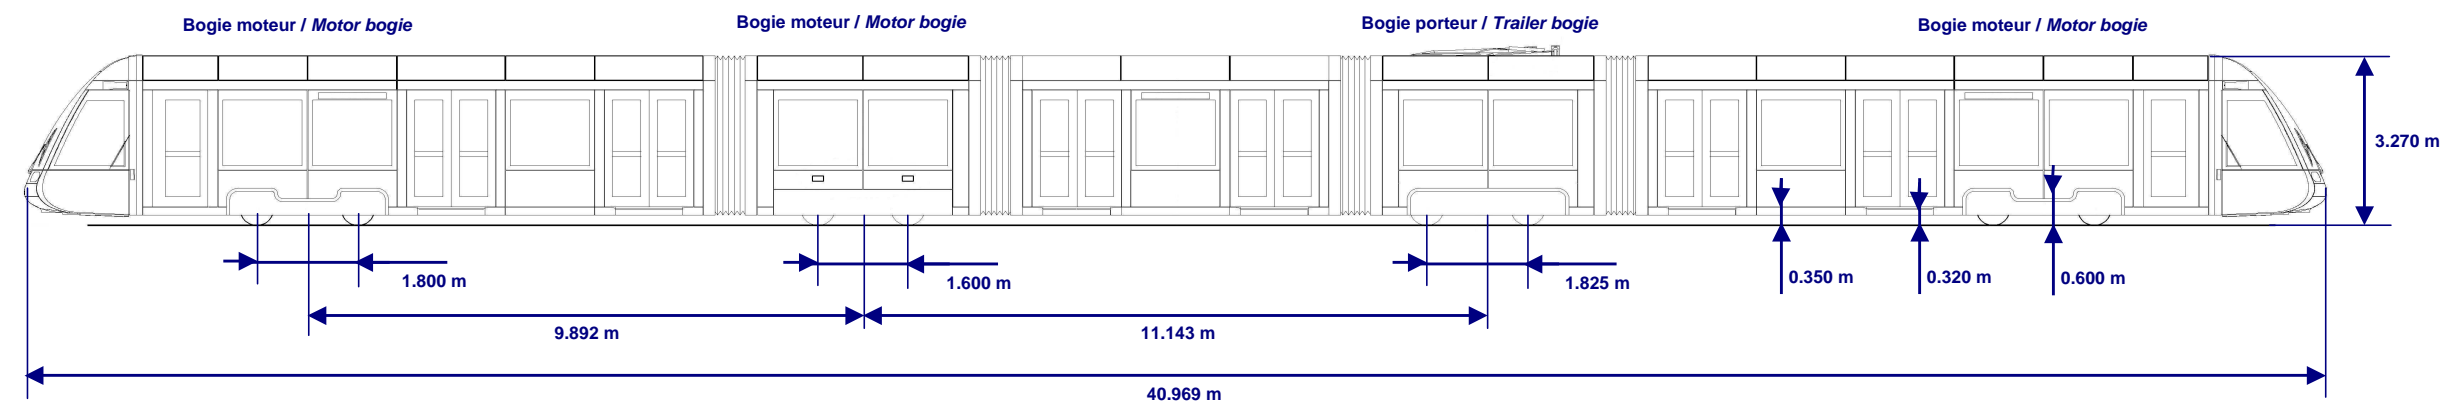 Bogie moteur / Motor bogie
Bogie moteur / Motor bogie
Bogie porteur / Trailer bogie
Bogie moteur / Motor bogie
3.270 m
1.800 m
1.600 m
1.825 m
0.350 m
0.320 m
0.600 m
9.892 m
11.143 m
40.969 m